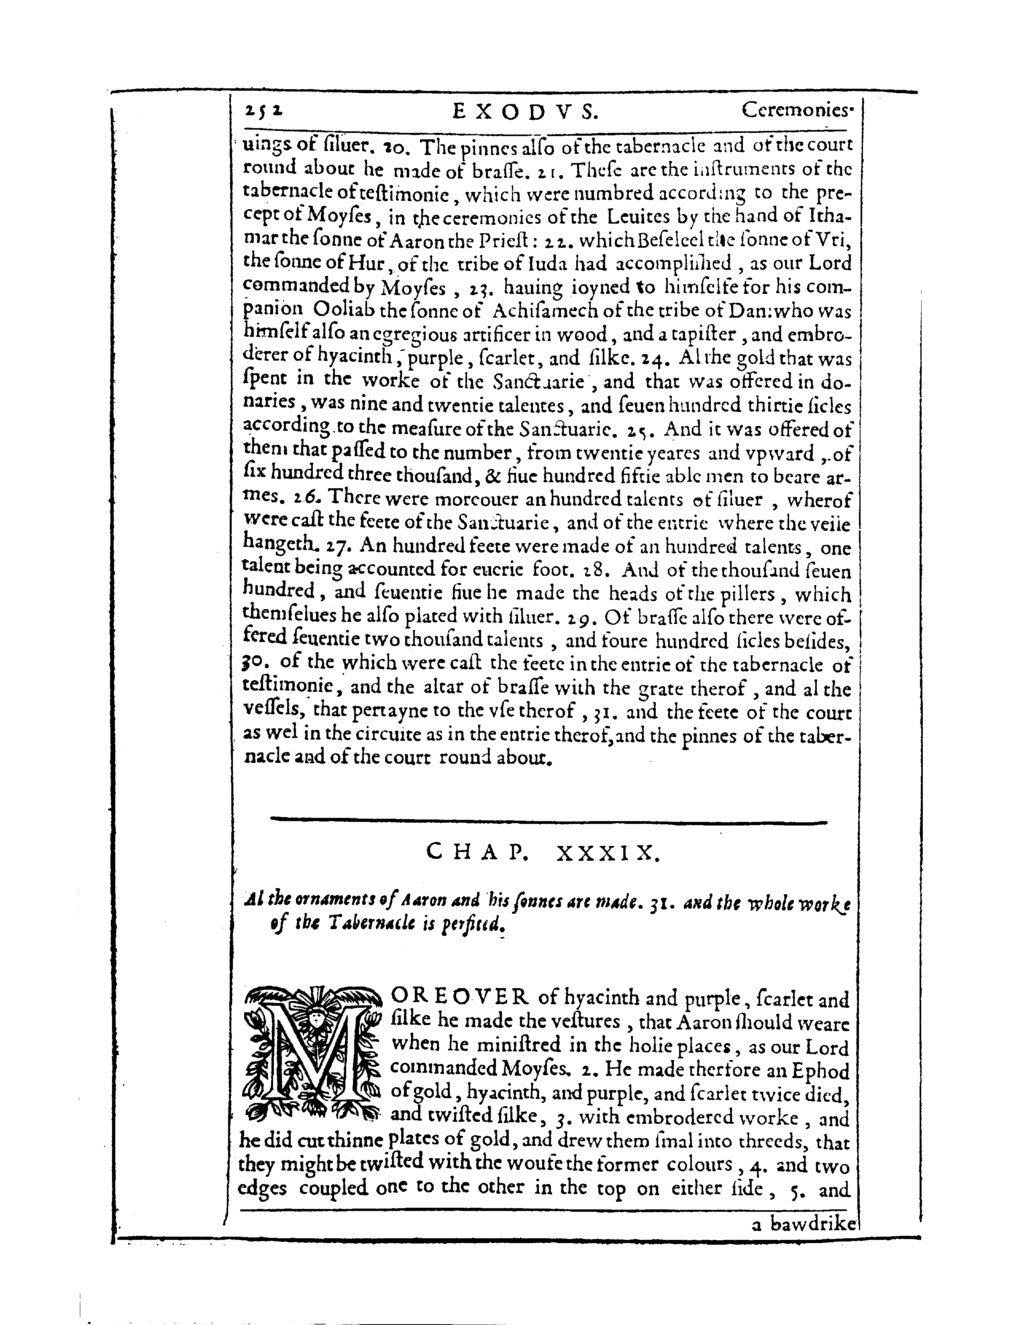 252 EXODVS. Ceremonies.
uings of ſiluer. 20. The pinnes alſo of the tabernacle and of the court
round about he made of braſſe. 21. Theſe are the inſtruments of the
tabernacle of teſtimonie, which were numbred according to the pre-
cept of Moyſes, in the ceremonies of the Leuites by the hand of Itha-
mar the ſonne of Aaron the Prieſt: 22. which Beſeleel the ſonne of Vri,
the ſonne of Hur, of the tribe of Iuda had accompliſhed, as our Lord
commanded by Moyſes, 23. hauing ioyned to himſelfe for his com-
panion Ooliab the ſonne of Achiſamech of the tribe of Dan: who was
himſelf alſo an egregious artificer in wood, and a tapiſter, and embro-
derer of hyacinth, purple, ſcarlet, and ſilke. 24. Al the gold that was
ſpent in the worke of the Sanctuarie, and that was offered in do-
naries, was nine and twentie talentes, and ſeuen hundred thirtie ſicles
according to the meaſure of the Sanctuarie. 25. And it was offered of
them that paſſed to the number, from twentie yeares and vpward, of
ſix hundred three thouſand, & fiue hundred fiftie able men to beare ar-
mes. 26. There were moreouer an hundred talents of ſiluer, wherof
were caſt the feete of the Sanctuarie, and of the entrie where the veile
hangeth. 27. An hundred feete were made of an hundred talents, one
talent being accounted for euerie foot. 28. And of the thouſand ſeuen
hundred, and ſeuentie fiue he made the heads of the pillers, which
themſelues he alſo plated with ſiluer. 29. Of braſſe alſo there were of-
fered ſeuentie two thouſand talents, and foure hundred ſicles beſides,
30. of the which were caſt the feete in the entrie of the tabernacle of
teſtimonie, and the altar of braſſe with the grate therof, and al the
veſſels, that pertayne to the vſe therof, 31. and the feete of the court
as wel in the circuite as in the entrie therof, and the pinnes of the taber-
nacle and of the court round about.
CHAP. XXXIX.
Al the ornaments of Aaron and his ſonnes are made. 31. and the whole worke
of the Tabernacle is perfited.
MOREOVER of hyacinth and purple, ſcarlet and
ſilke he made the veſtures, that Aaron ſhould weare
when he miniſtred in the holie places, as our Lord
commanded Moyſes. 2. He made therfore an Ephod
of gold, hyacinth, and purple, and ſcarlet twice died,
and twiſted ſilke, 3. with embrodered worke, and
he did cut thinne plates of gold, and drew them ſmal into threeds, that
they might be twiſted with the woufe the former colours, 4. and two
edges coupled one to the other in the top on either ſide, 5. and
a bawdrike